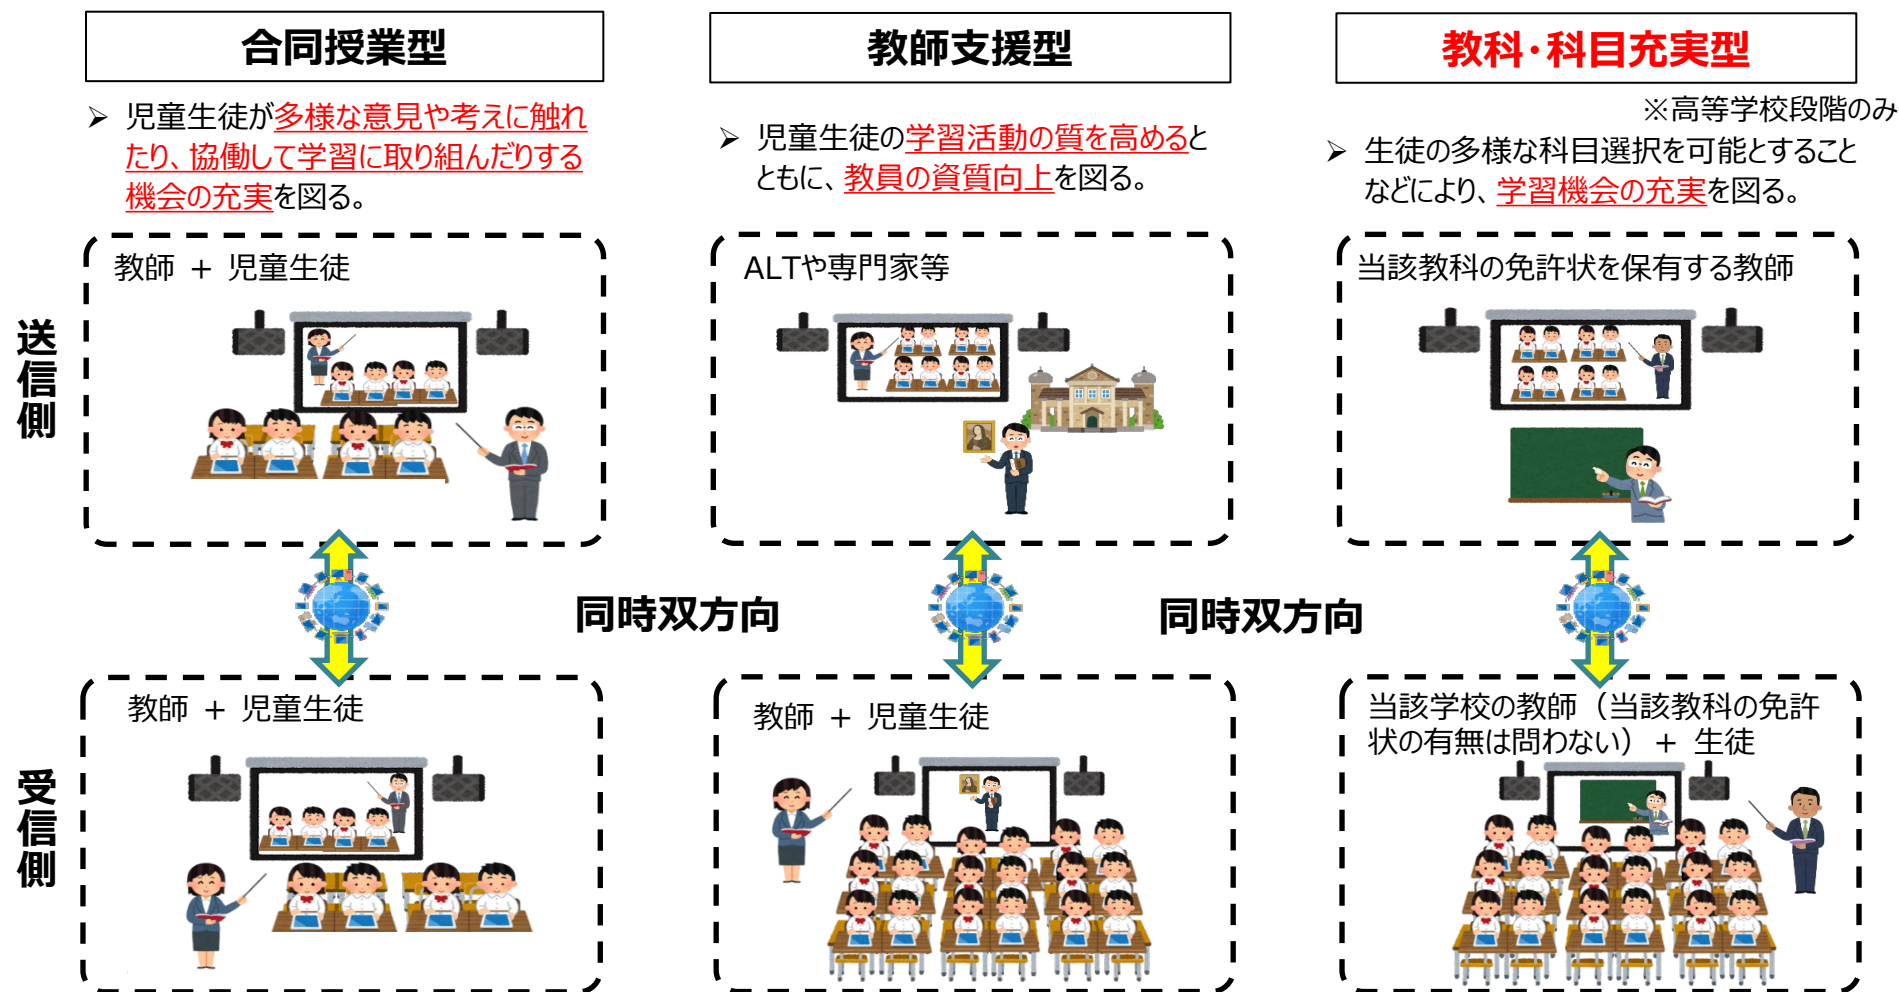 合同授業型
➢ 児童生徒が多様な意見や考えに触れ
たり、協働して学習に取り組んだりする
機会の充実を図る。
教師支援型
➢ 児童生徒の学習活動の質を高めると
ともに、教員の資質向上を図る。
教科・科目充実型
※高等学校段階のみ
➢ 生徒の多様な科目選択を可能とすること
などにより、学習機会の充実を図る。
送信側
教師 + 児童生徒
ALTや専門家等
当該教科の免許状を保有する教師
同時双方向
同時双方向
受信側
教師 + 児童生徒
教師 + 児童生徒
当該学校の教師（当該教科の免許
状の有無は問わない）+ 生徒